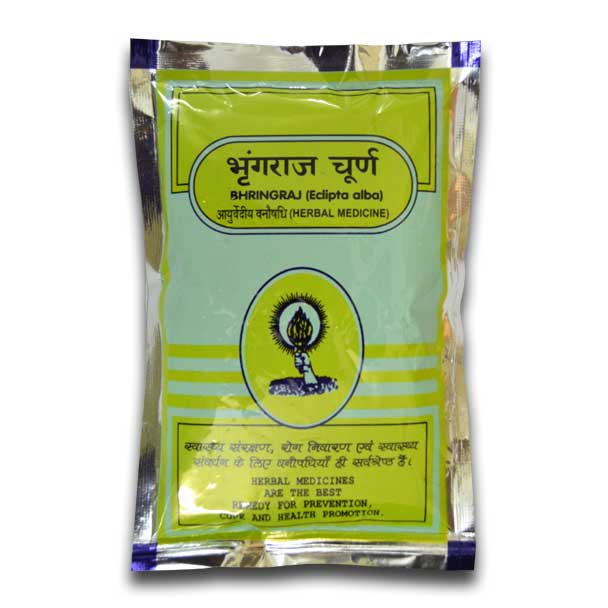 भृंगराज चूर्ण
BHRINGRAJ (Eclipta alba)
आयुर्वेदीय वनौषधि (HERBAL MEDICINE)
स्वास्थ्य संरक्षण, रोग निवारण एवं स्वास्थ्य
संवर्धन के लिए वनौषधियाँ ही सर्वश्रेष्ठ हैं।
HERBAL MEDICINES
ARE THE BEST
REMEDY FOR PREVENTION,
CURE AND HEALTH PROMOTION.